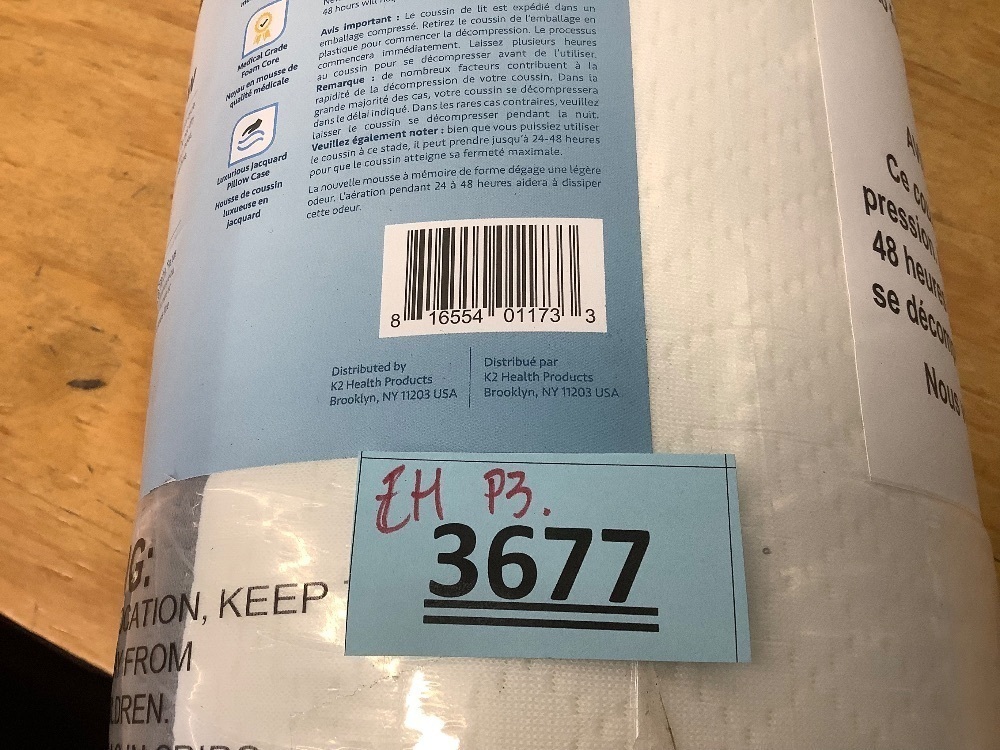 48 hours will
Medical Grade
Foam Core
Noyau en mousse de
qualité médicale
Luxurious Jacquard
Pillow Case
Housse de coussin
luxueuse en
jacquard
Avis important : Le coussin de lit est expédié dans un
emballage compressé. Retirez le coussin de l'emballage en
plastique pour commencer la décompression. Le processus
commencera immédiatement. Laissez plusieurs heures
au coussin pour se décompresser avant de l'utiliser.
Remarque : de nombreux facteurs contribuent à la
rapidité de la décompression de votre coussin. Dans la
grande majorité des cas, votre coussin se décompressera
dans le délai indiqué. Dans les rares cas contraires, veuillez
laisser le coussin se décompresser pendant la nuit.
Veuillez également noter : bien que vous puissiez utiliser
le coussin à ce stade, il peut prendre jusqu'à 24-48 heures
pour que le coussin atteigne sa fermeté maximale.
La nouvelle mousse à mémoire de forme dégage une légère
odeur. L'aération pendant 24 à 48 heures aidera à dissiper
cette odeur.
8 16554 01173 3
Distributed by
K2 Health Products
Brooklyn, NY 11203 USA
Distribué par
K2 Health Products
Brooklyn, NY 11203 USA
EH P3.
3677
G:
CATION, KEEP
FROM
DREN.
Ce
pression
48 heures
se décom
Nous